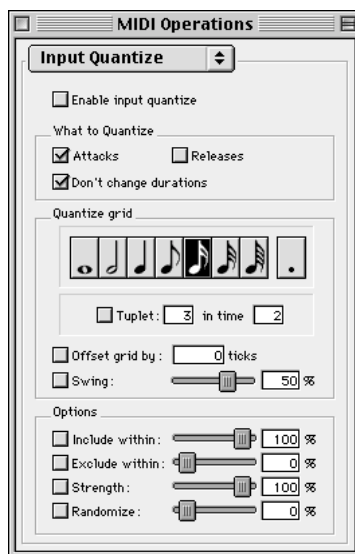 MIDI Operations
Input Quantize
Enable input quantize
What to Quantize
Attacks Releases
Don't change durations
Quantize grid
Tuplet: 3 in time 2
Offset grid by: 0 ticks
Swing: 50 %
Options
Include within: 100 %
Exclude within: 0 %
Strength: 100 %
Randomize: 0 %